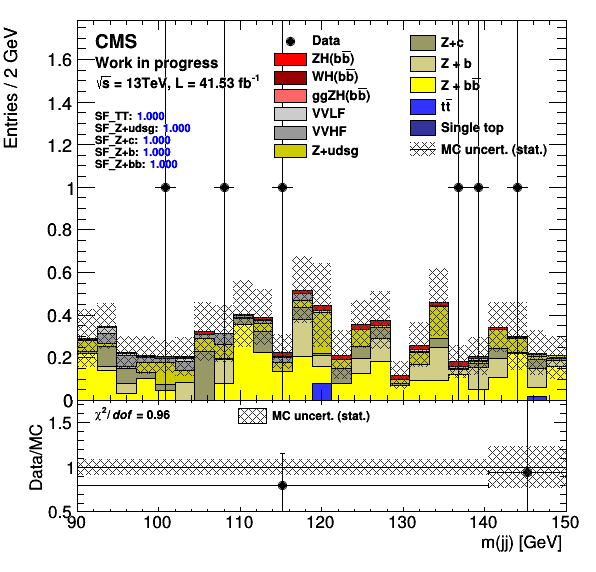 CMS
Work in progress
√s = 13TeV, L = 41.53 fb⁻¹
SF_TT: 1.000
SF_Z+udsg: 1.000
SF_Z+c: 1.000
SF_Z+b: 1.000
SF_Z+bb: 1.000
Data
ZH(bb̅)
WH(bb̅)
ggZH(bb̅)
VVLF
VVHF
Z+udsg
Z+c
Z + b
Z + bb̅
tt̅
Single top
MC uncert. (stat.)
Entries / 2 GeV
1.6
1.4
1.2
1
0.8
0.6
0.4
0.2
0
χ²/dof = 0.96
MC uncert. (stat.)
Data/MC
1.5
1
0.5
90 100 110 120 130 140 150
m(jj) [GeV]